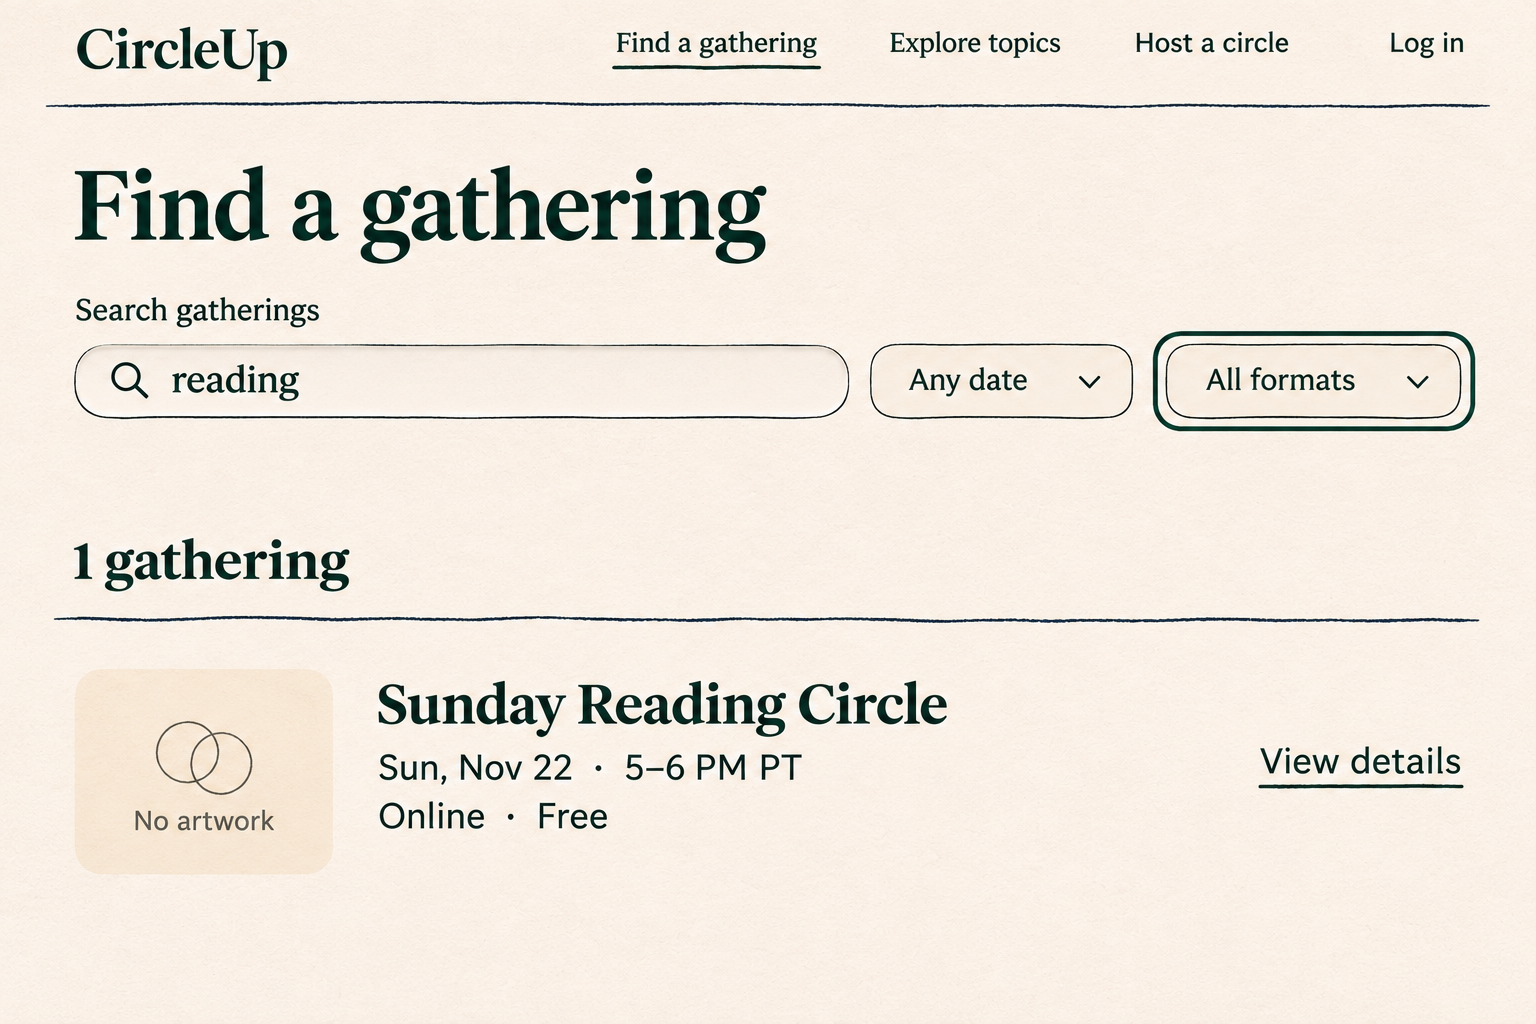 CircleUp
Find a gathering
Explore topics
Host a circle
Log in
Find a gathering
Search gatherings
reading
Any date
All formats
1 gathering
No artwork
Sunday Reading Circle
Sun, Nov 22 · 5–6 PM PT
Online · Free
View details